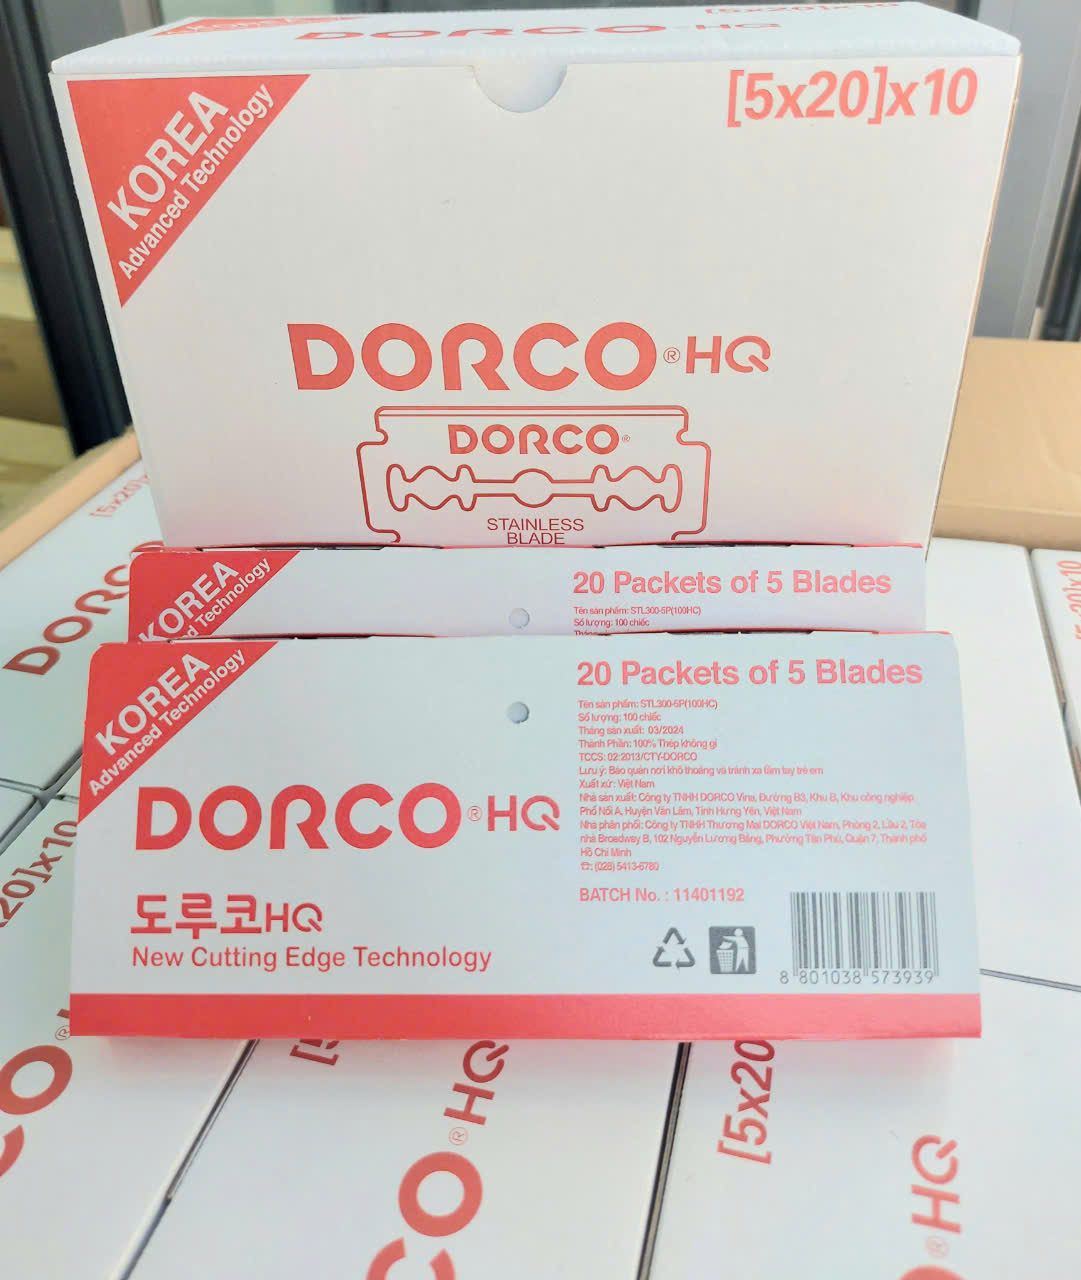 DORCO-HQ
[5x20]x10
KOREA
Advanced Technology
[5x20]x10
DORCO®HQ
DORCO®
STAINLESS
BLADE
[5x20]
DORC
KOREA
d Technology
20 Packets of 5 Blades
Tên sản phẩm: STL300-5P(100HC)
Số lượng: 100 chiếc
KOREA
Advanced Technology
20 Packets of 5 Blades
Tên sản phẩm: STL300-5P(100HC)
Số lượng: 100 chiếc
Tháng sản xuất: 03/2024
Thành Phần: 100% Thép không gỉ
TCCS: 02:2013/CTY-DORCO
Lưu ý: Bảo quản nơi khô thoáng và tránh xa tầm tay trẻ em
Xuất xứ: Việt Nam
Nhà sản xuất: Công ty TNHH DORCO Vina, Đường B3, Khu B, Khu công nghiệp
Phố Nối A, Huyện Văn Lâm, Tỉnh Hưng Yên, Việt Nam
Nhà phân phối: Công ty TNHH Thương Mại DORCO Việt Nam, Phòng 2, Lầu 2, Tòa
nhà Broadway B, 102 Nguyễn Lương Bằng, Phường Tân Phú, Quận 7, Thành phố
Hồ Chí Minh
☎: (028) 5413-6780
DORCO®HQ
BATCH No. : 11401192
도루코HQ
New Cutting Edge Technology
8 801038 573939
20]x10
CO®
O®HQ
[5x20
®HQ